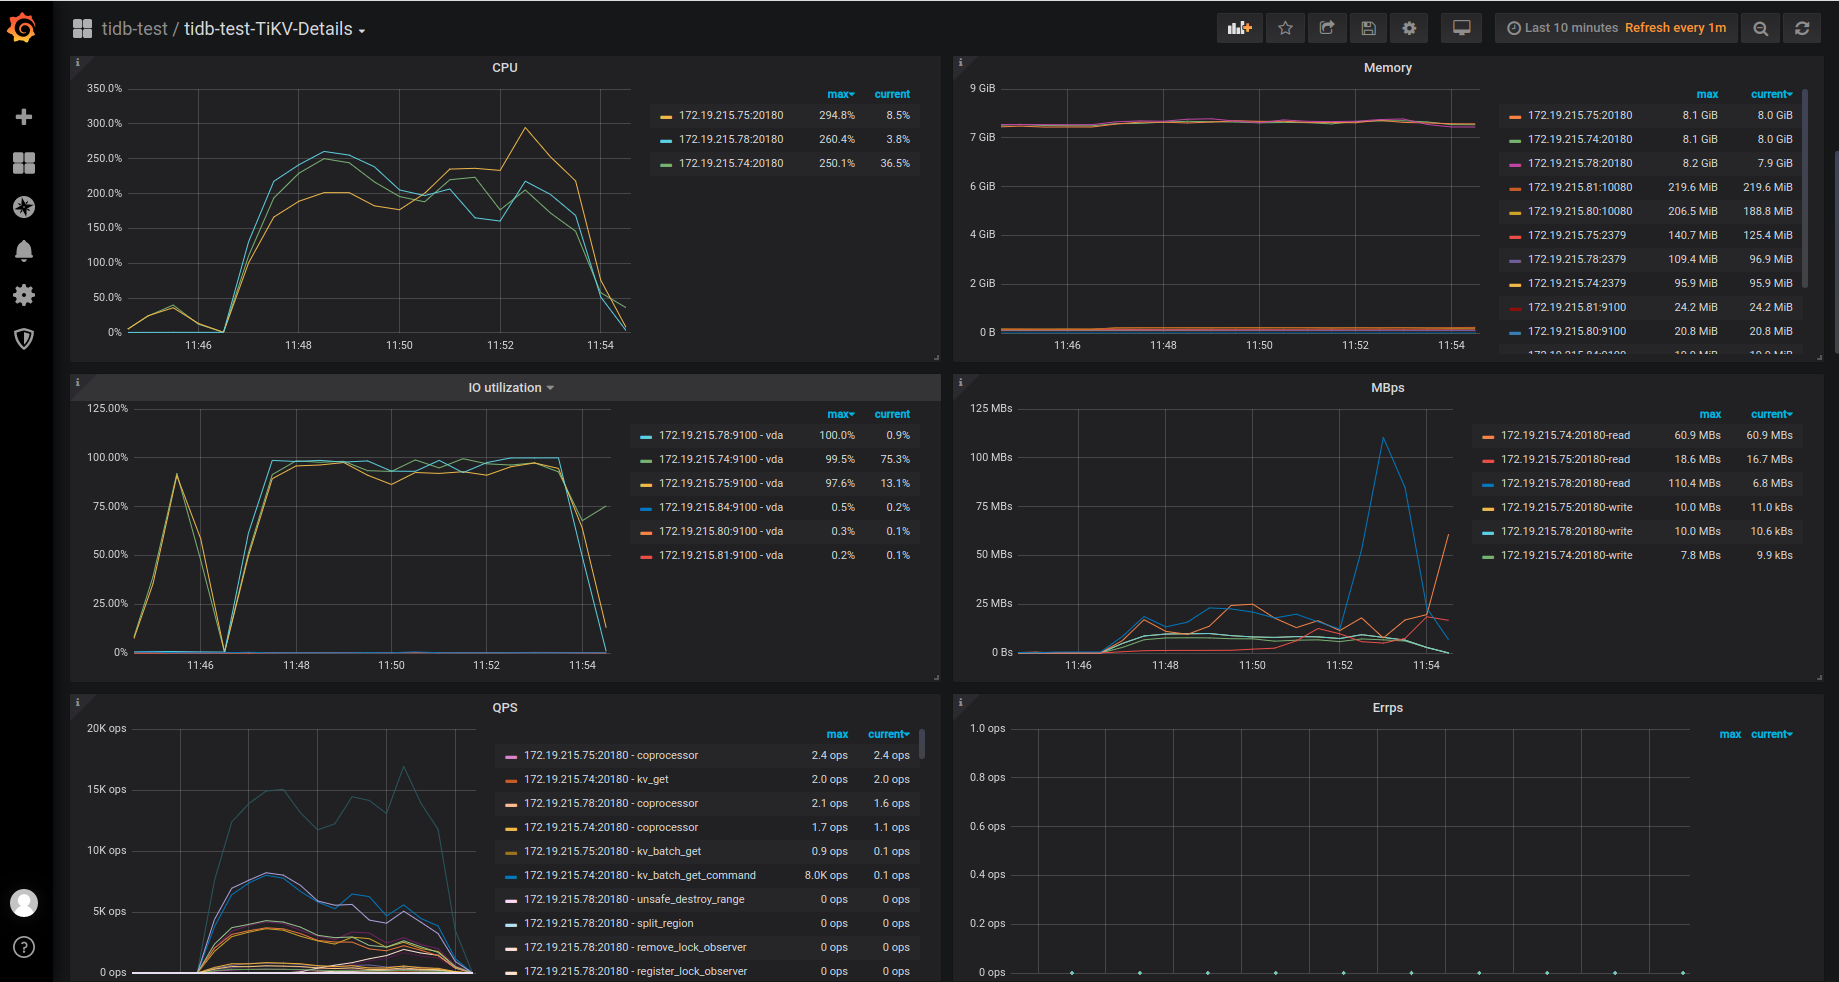 tidb-test / tidb-test-TiKV-Details
Last 10 minutes Refresh every 1m
CPU
350.0%
300.0%
250.0%
200.0%
150.0%
100.0%
50.0%
0%
11:46 11:48 11:50 11:52 11:54
max current
172.19.215.75:20180 294.8% 8.5%
172.19.215.78:20180 260.4% 3.8%
172.19.215.74:20180 250.1% 36.5%
Memory
9 GiB
7 GiB
6 GiB
4 GiB
2 GiB
0 B
11:46 11:48 11:50 11:52 11:54
max current
172.19.215.75:20180 8.1 GiB 8.0 GiB
172.19.215.74:20180 8.1 GiB 8.0 GiB
172.19.215.78:20180 8.2 GiB 7.9 GiB
172.19.215.81:10080 219.6 MiB 219.6 MiB
172.19.215.80:10080 206.5 MiB 188.8 MiB
172.19.215.75:2379 140.7 MiB 125.4 MiB
172.19.215.78:2379 109.4 MiB 96.9 MiB
172.19.215.74:2379 95.9 MiB 95.9 MiB
172.19.215.81:9100 24.2 MiB 24.2 MiB
172.19.215.80:9100 20.8 MiB 20.8 MiB
IO utilization
125.00%
100.00%
75.00%
50.00%
25.00%
0%
11:46 11:48 11:50 11:52 11:54
max current
172.19.215.78:9100 - vda 100.0% 0.9%
172.19.215.74:9100 - vda 99.5% 75.3%
172.19.215.75:9100 - vda 97.6% 13.1%
172.19.215.84:9100 - vda 0.5% 0.2%
172.19.215.80:9100 - vda 0.3% 0.1%
172.19.215.81:9100 - vda 0.2% 0.1%
MBps
125 MBs
100 MBs
75 MBs
50 MBs
25 MBs
0 Bs
11:46 11:48 11:50 11:52 11:54
max current
172.19.215.74:20180-read 60.9 MBs 60.9 MBs
172.19.215.75:20180-read 18.6 MBs 16.7 MBs
172.19.215.78:20180-read 110.4 MBs 6.8 MBs
172.19.215.75:20180-write 10.0 MBs 11.0 kBs
172.19.215.78:20180-write 10.0 MBs 10.6 kBs
172.19.215.74:20180-write 7.8 MBs 9.9 kBs
QPS
20K ops
15K ops
10K ops
5K ops
0 ops
max current
172.19.215.75:20180 - coprocessor 2.4 ops 2.4 ops
172.19.215.74:20180 - kv_get 2.0 ops 2.0 ops
172.19.215.78:20180 - coprocessor 2.1 ops 1.6 ops
172.19.215.74:20180 - coprocessor 1.7 ops 1.1 ops
172.19.215.75:20180 - kv_batch_get 0.9 ops 0.1 ops
172.19.215.74:20180 - kv_batch_get_command 8.0K ops 0.1 ops
172.19.215.78:20180 - unsafe_destroy_range 0 ops 0 ops
172.19.215.78:20180 - split_region 0 ops 0 ops
172.19.215.78:20180 - remove_lock_observer 0 ops 0 ops
172.19.215.78:20180 - register_lock_observer 0 ops 0 ops
Errps
1.0 ops
0.8 ops
0.6 ops
0.4 ops
0.2 ops
0 ops
max current